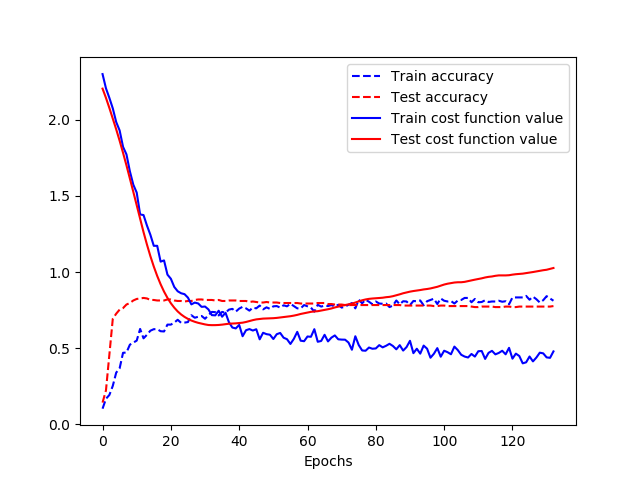 Train accuracy
Test accuracy
Train cost function value
Test cost function value
2.0
1.5
1.0
0.5
0.0
0 20 40 60 80 100 120
Epochs